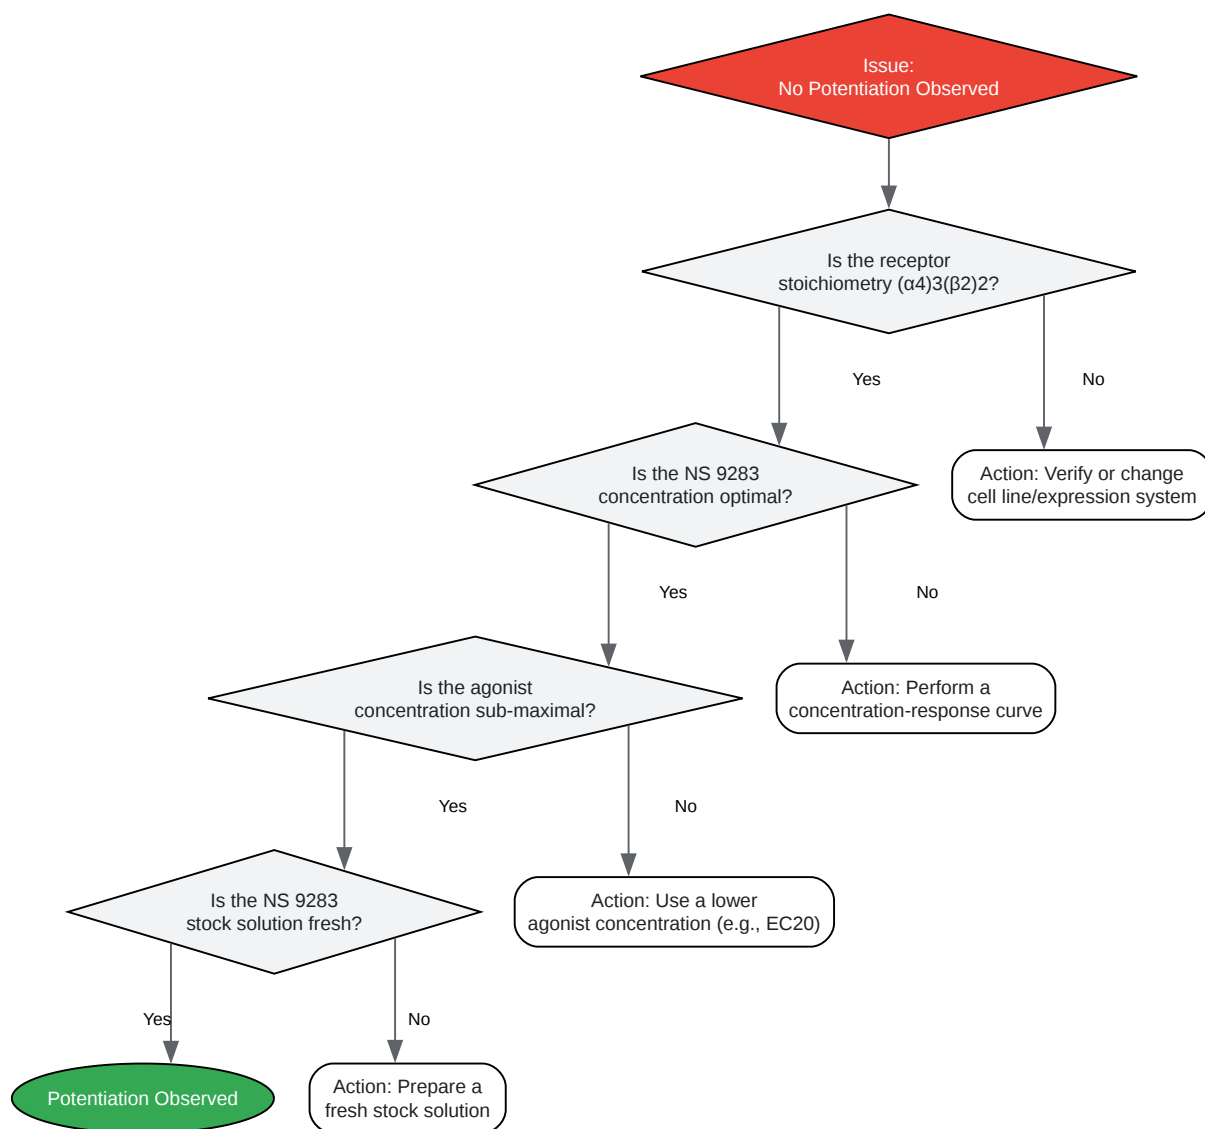 Issue:
No Potentiation Observed
Is the receptor
stoichiometry (α4)3(β2)2?
Yes
No
Is the NS 9283
concentration optimal?
Action: Verify or change
cell line/expression system
Yes
No
Is the agonist
concentration sub-maximal?
Action: Perform a
concentration-response curve
Yes
No
Is the NS 9283
stock solution fresh?
Action: Use a lower
agonist concentration (e.g., EC20)
Yes
No
Potentiation Observed
Action: Prepare a
fresh stock solution